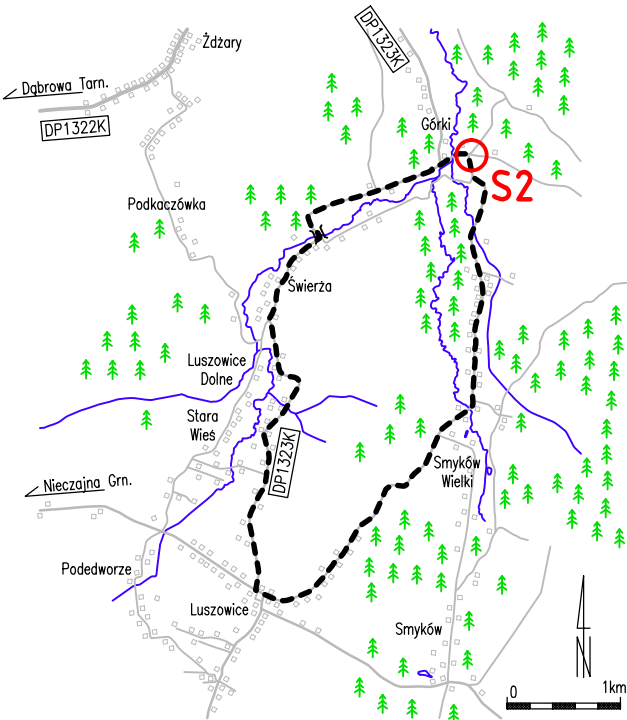 DP1323K
Żdżary
Dąbrowa Tarn.
DP1322K
Górki
S2
Podkaczówka
Świerża
Luszowice
Dolne
Stara
Wieś
DP1323K
Smyków
Wielki
Nieczajna Grn.
Podedworze
Luszowice
Smyków
N
0 1km